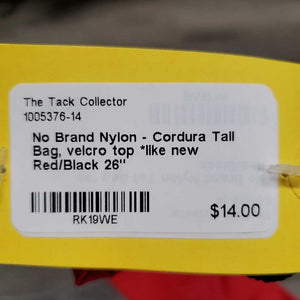 The Tack Collector
1005376-14
No Brand Nylon - Cordura Tail
Bag, velcro top *like new
Red/Black 26"
RK19WE
$14.00